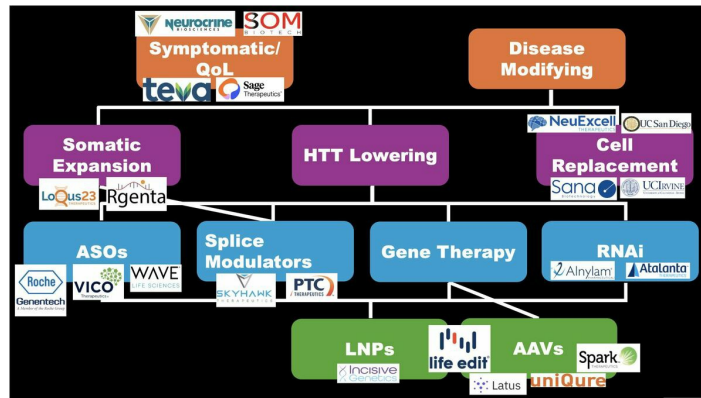 NEUROCRINE
BIOSCIENCES
SOM
BIOTECH
Symptomatic/
QoL
teva
Sage
Therapeutics
Disease
Modifying
Somatic
Expansion
LoQus23
THERAPEUTICS
Rgenta
HTT Lowering
NeuExcell
THERAPEUTICS
UC San Diego
Cell
Replacement
Sana
Biotechnology
UCIRVINE
ASOs
Roche
Genentech
A Member of the Roche Group
VICO
Therapeutics
WAVE
LIFE SCIENCES
Splice
Modulators
SKYHAWK
THERAPEUTICS
PTC
THERAPEUTICS
Gene Therapy
RNAi
Alnylam
Atalanta
THERAPEUTICS
LNPs
Incisive
Genetics
life edit
AAVs
Spark
THERAPEUTICS
Latus
uniQure